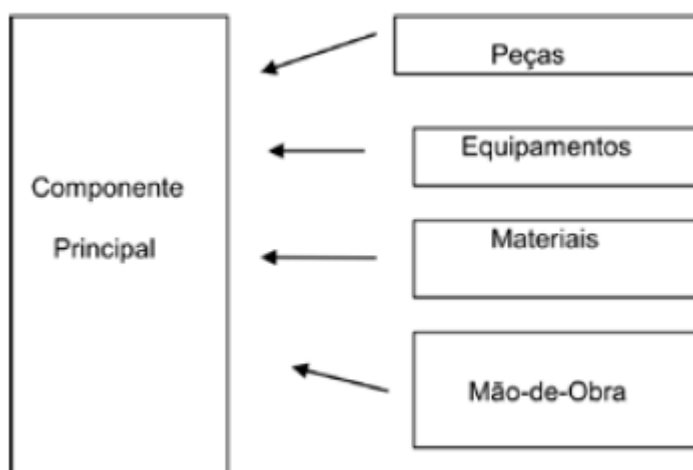 Componente
Principal
Peças
Equipamentos
Materiais
Mão-de-Obra